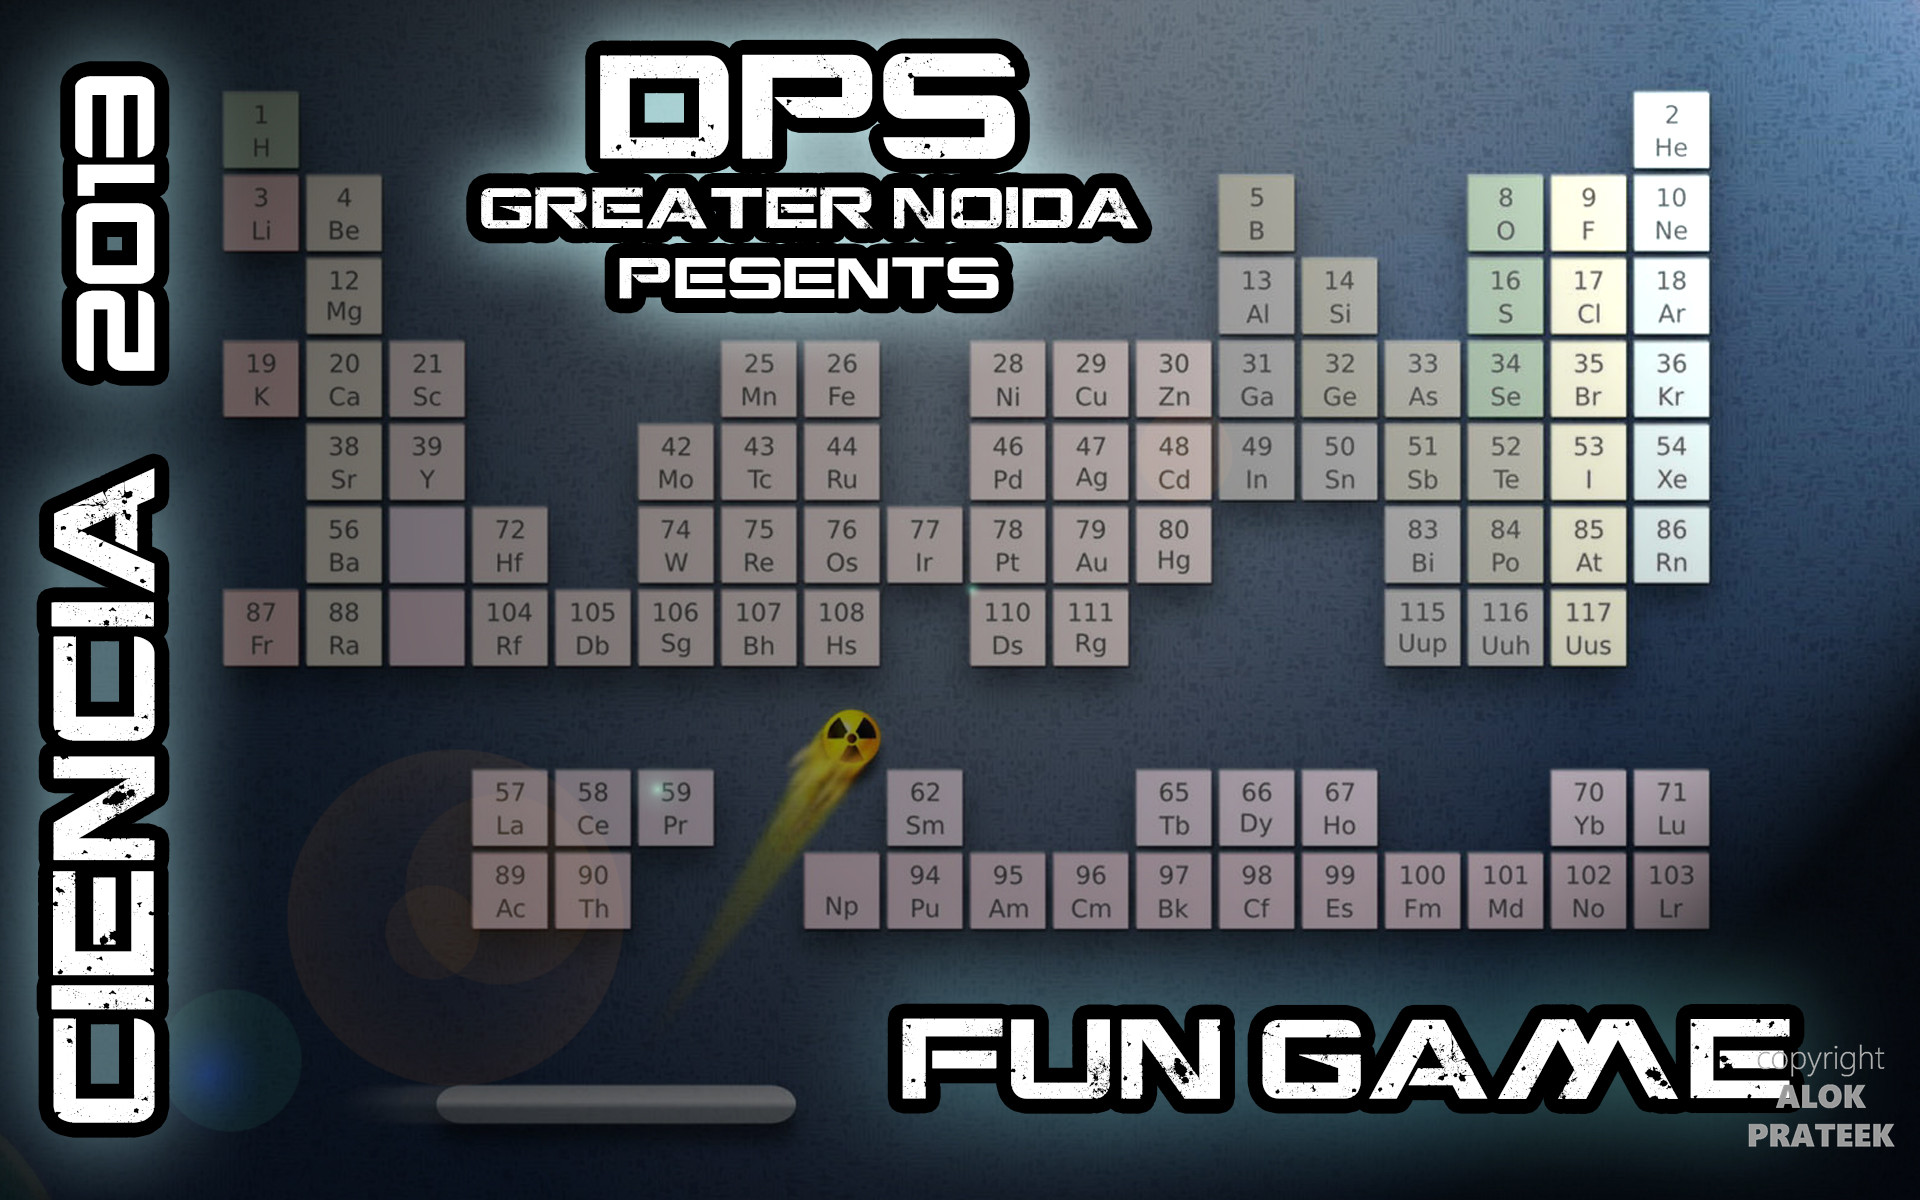 2013
CIENCIA
DPS
GREATER NOIDA
PESENTS
1 2
H He
3 4 5 8 9 10
Li Be B O F Ne
12 13 14 16 17 18
Mg Al Si S Cl Ar
19 20 21 25 26 28 29 30 31 32 33 34 35 36
K Ca Sc Mn Fe Ni Cu Zn Ga Ge As Se Br Kr
38 39 42 43 44 46 47 48 49 50 51 52 53 54
Sr Y Mo Tc Ru Pd Ag Cd In Sn Sb Te I Xe
56 72 74 75 76 77 78 79 80 83 84 85 86
Ba Hf W Re Os Ir Pt Au Hg Bi Po At Rn
87 88 104 105 106 107 108 110 111 115 116 117
Fr Ra Rf Db Sg Bh Hs Ds Rg Uup Uuh Uus
57 58 59 62 65 66 67 70 71
La Ce Pr Sm Tb Dy Ho Yb Lu
89 90 94 95 96 97 98 99 100 101 102 103
Ac Th Np Pu Am Cm Bk Cf Es Fm Md No Lr
FUN GAME
copyright
ALOK
PRATEEK